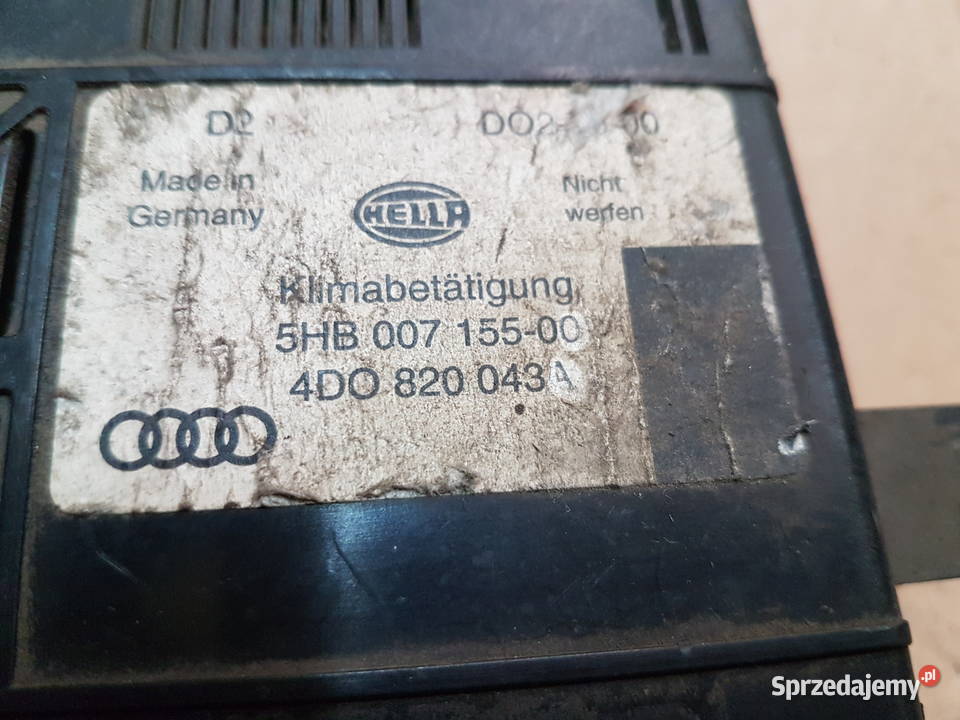 D2
Made in
Germany
HELLA
Nicht
werfen
Klimabetätigung
5HB 007 155-00
4DO 820 043A
Sprzedajemy.pl